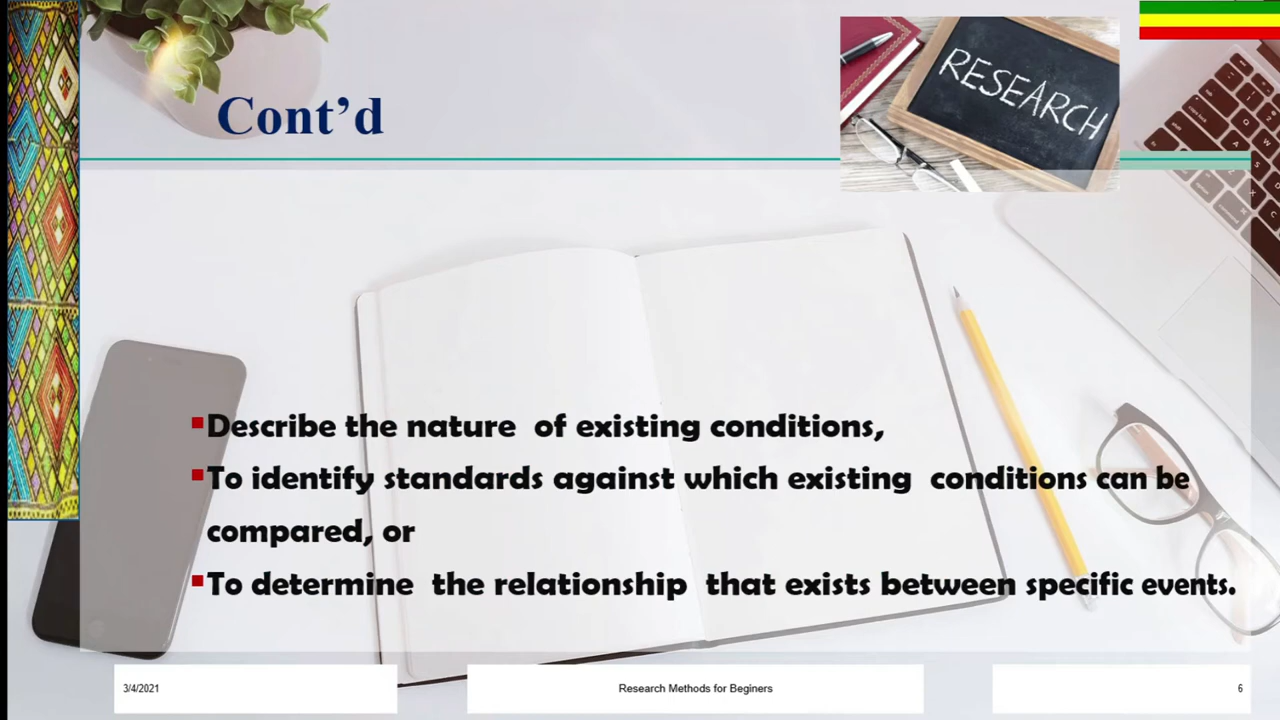 Cont’d
RESEARCH
▪Describe the nature of existing conditions,
▪To identify standards against which existing conditions can be
compared, or
▪To determine the relationship that exists between specific events.
3/4/2021
Research Methods for Beginers
6